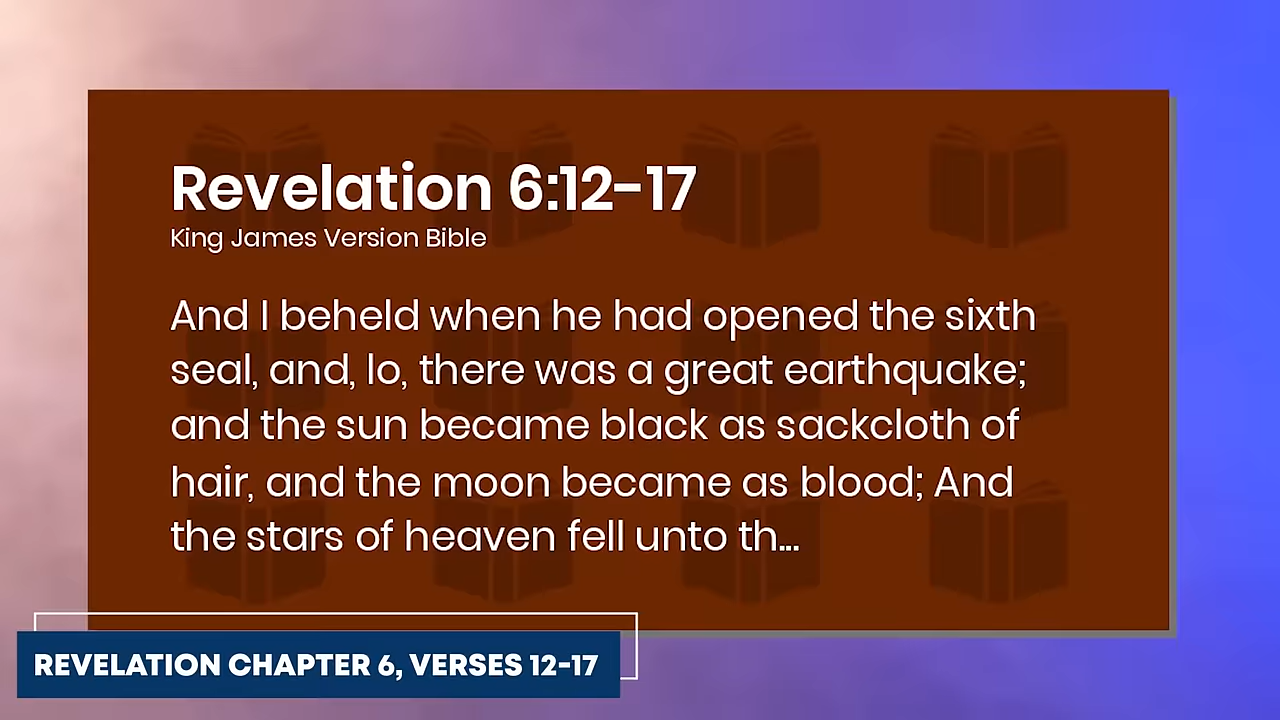 Revelation 6:12-17
King James Version Bible
And I beheld when he had opened the sixth
seal, and, lo, there was a great earthquake;
and the sun became black as sackcloth of
hair, and the moon became as blood; And
the stars of heaven fell unto th...
REVELATION CHAPTER 6, VERSES 12-17